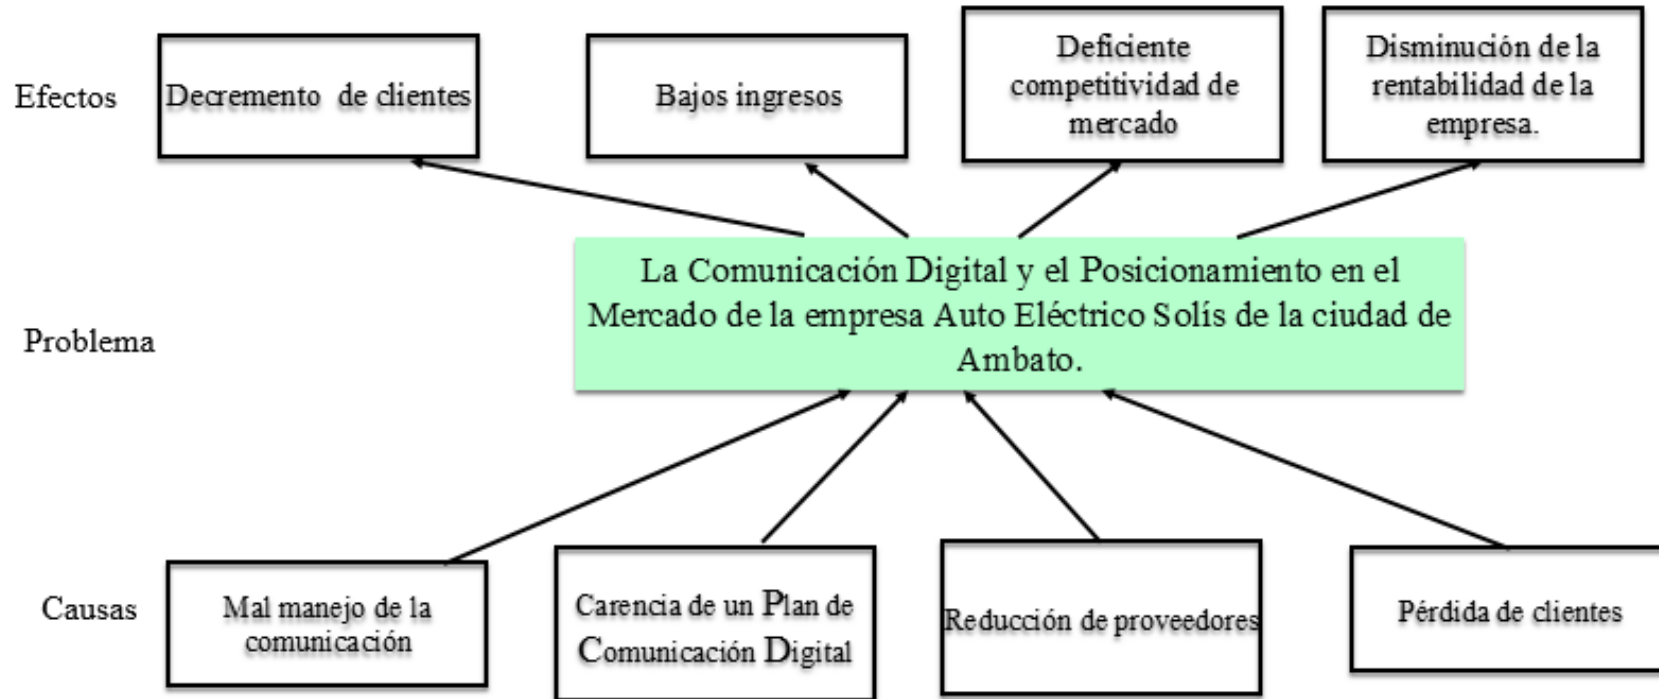 Efectos
Decremento de clientes
Bajos ingresos
Deficiente
competitividad de
mercado
Disminución de la
rentabilidad de la
empresa.
Problema
La Comunicación Digital y el Posicionamiento en el
Mercado de la empresa Auto Eléctrico Solís de la ciudad de
Ambato.
Causas
Mal manejo de la
comunicación
Carencia de un Plan de
Comunicación Digital
Reducción de proveedores
Pérdida de clientes